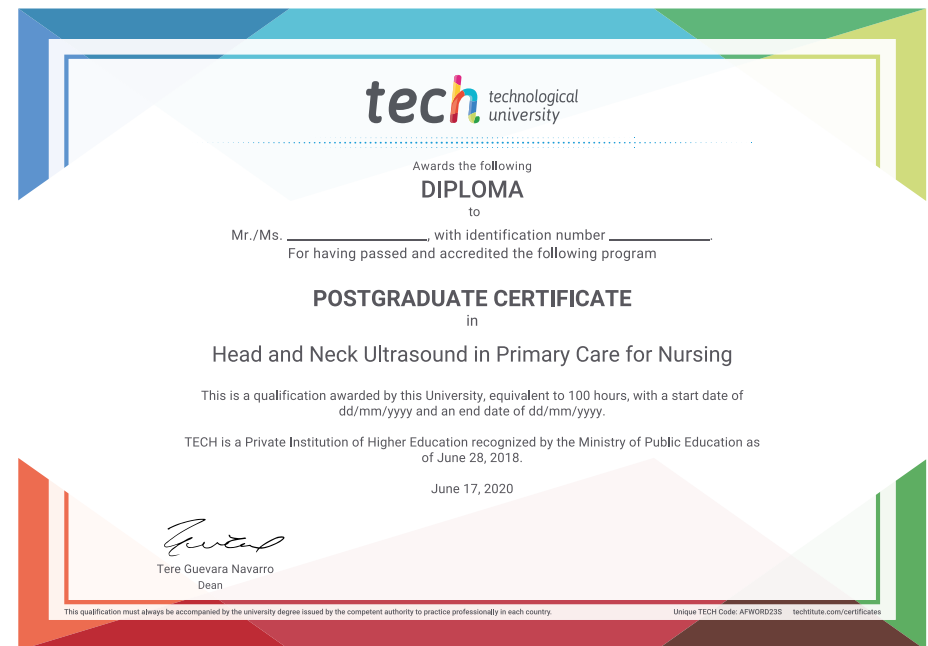 tech technological
university
Awards the following
DIPLOMA
to
Mr./Ms. ____________________, with identification number ______________.
For having passed and accredited the following program
POSTGRADUATE CERTIFICATE
in
Head and Neck Ultrasound in Primary Care for Nursing
This is a qualification awarded by this University, equivalent to 100 hours, with a start date of
dd/mm/yyyy and an end date of dd/mm/yyyy.
TECH is a Private Institution of Higher Education recognized by the Ministry of Public Education as
of June 28, 2018.
June 17, 2020
Tere Guevara Navarro
Dean
This qualification must always be accompanied by the university degree issued by the competent authority to practice professionally in each country.
Unique TECH Code: AFWORD23S techtitute.com/certificates